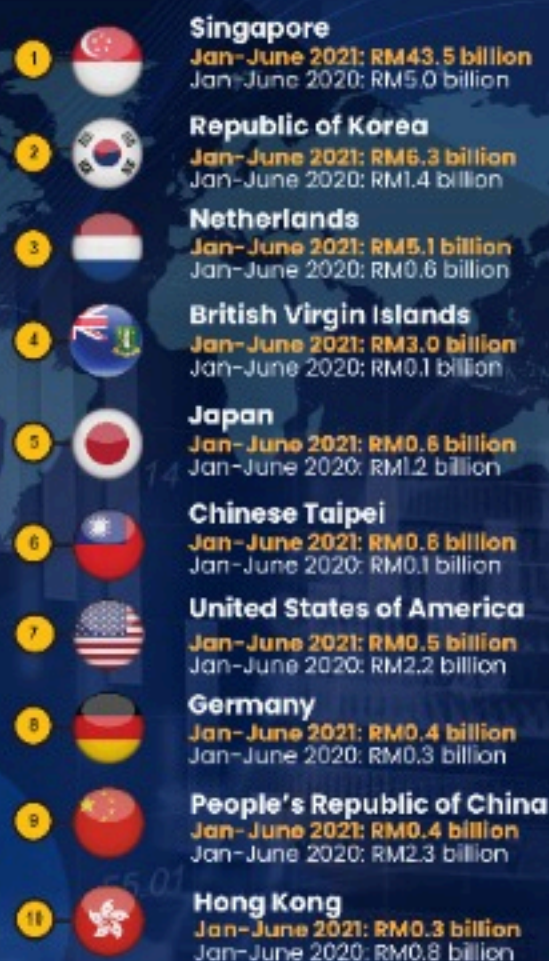 1
Singapore
Jan-June 2021: RM43.5 billion
Jan-June 2020: RM5.0 billion
2
Republic of Korea
Jan-June 2021: RM6.3 billion
Jan-June 2020: RM1.4 billion
3
Netherlands
Jan-June 2021: RM5.1 billion
Jan-June 2020: RM0.6 billion
4
British Virgin Islands
Jan-June 2021: RM3.0 billion
Jan-June 2020: RM0.1 billion
5
Japan
Jan-June 2021: RM0.6 billion
Jan-June 2020: RM1.2 billion
14
6
Chinese Taipei
Jan-June 2021: RM0.6 billion
Jan-June 2020: RM0.1 billion
7
United States of America
Jan-June 2021: RM0.5 billion
Jan-June 2020: RM2.2 billion
8
Germany
Jan-June 2021: RM0.4 billion
Jan-June 2020: RM0.3 billion
9
People's Republic of China
Jan-June 2021: RM0.4 billion
Jan-June 2020: RM2.3 billion
55.01
10
Hong Kong
Jan-June 2021: RM0.3 billion
Jan-June 2020: RM0.8 billion